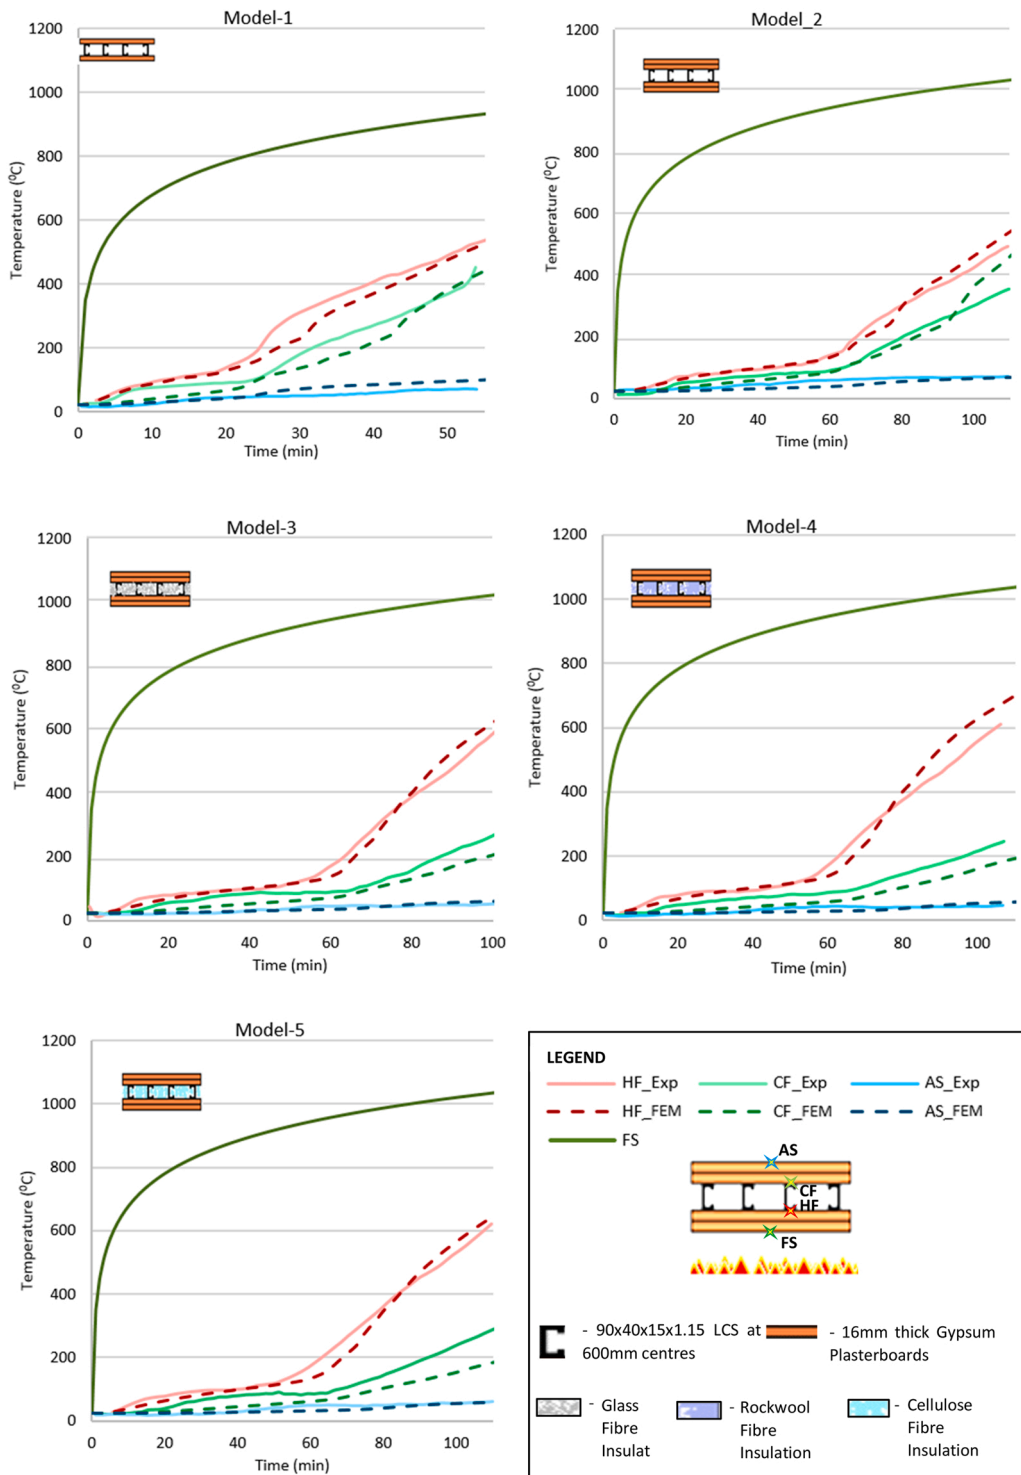 Model-1
1200
1000
800
600
400
200
0
Temperature (⁰C)
0 10 20 30 40 50
Time (min)
Model_2
1200
1000
800
600
400
200
0
Temperature (⁰C)
0 20 40 60 80 100
Time (min)
Model-3
1200
1000
800
600
400
200
0
Temperature (⁰C)
0 20 40 60 80 100
Time (min)
Model-4
1200
1000
800
600
400
200
0
Temperature (⁰C)
0 20 40 60 80 100
Time (min)
Model-5
1200
1000
800
600
400
200
0
Temperature (⁰C)
0 20 40 60 80 100
Time (min)
LEGEND
HF_Exp CF_Exp AS_Exp
HF_FEM CF_FEM AS_FEM
FS
AS
CF
HF
FS
- 90x40x15x1.15 LCS at
600mm centres
- 16mm thick Gypsum
Plasterboards
- Glass
Fibre
Insulat
- Rockwool
Fibre
Insulation
- Cellulose
Fibre
Insulation